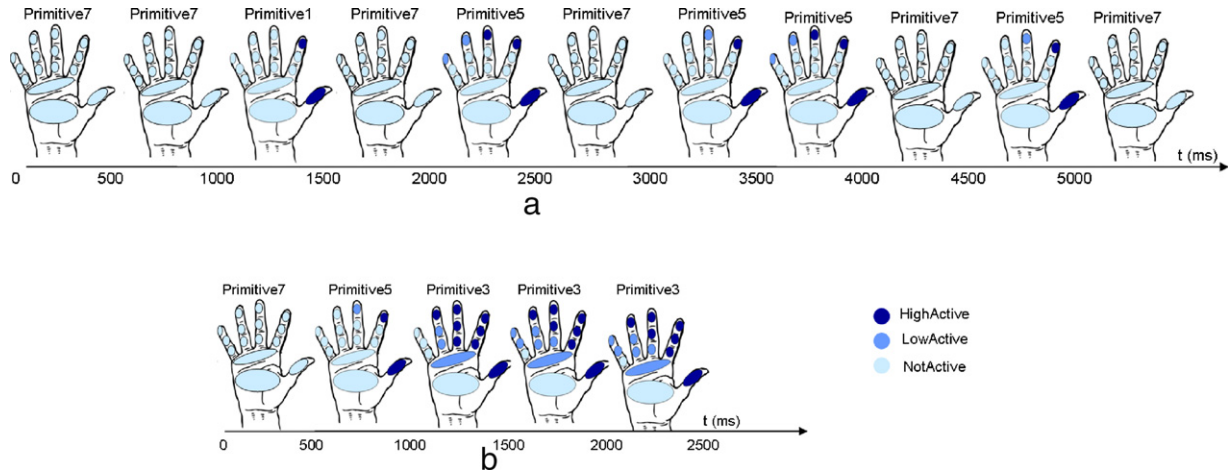 Primitive7 Primitive7 Primitive1 Primitive7 Primitive5 Primitive7 Primitive5 Primitive5 Primitive7 Primitive5 Primitive7
t (ms)
0 500 1000 1500 2000 2500 3000 3500 4000 4500 5000
a
Primitive7 Primitive5 Primitive3 Primitive3 Primitive3
HighActive
LowActive
NotActive
t (ms)
0 500 1000 1500 2000 2500
b